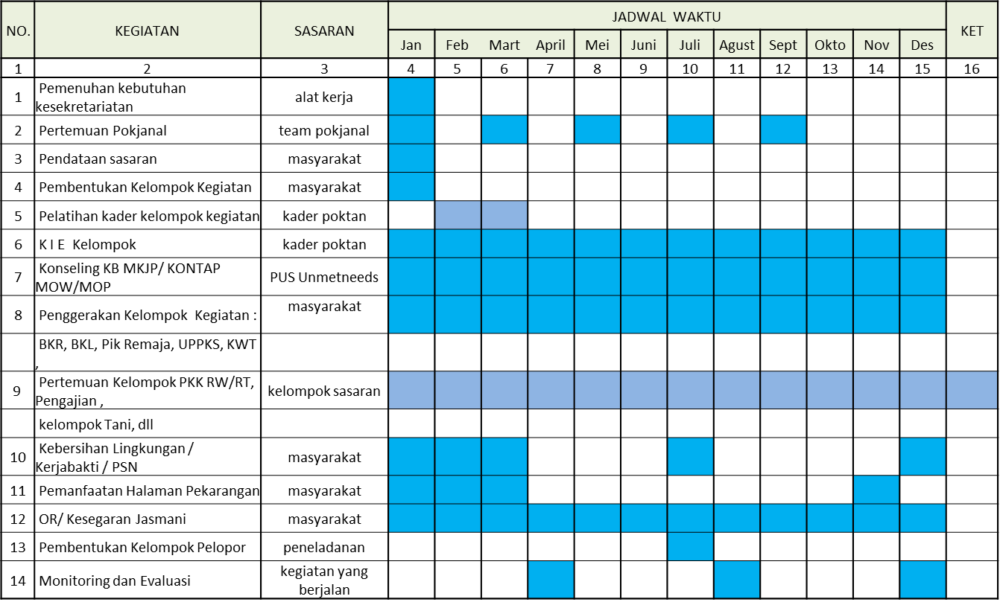 NO. KEGIATAN SASARAN JADWAL WAKTU KET
Jan Feb Mart April Mei Juni Juli Agust Sept Okto Nov Des
1 2 3 4 5 6 7 8 9 10 11 12 13 14 15 16
1 Pemenuhan kebutuhan
kesekretariatan alat kerja
2 Pertemuan Pokjanal team pokjanal
3 Pendataan sasaran masyarakat
4 Pembentukan Kelompok Kegiatan masyarakat
5 Pelatihan kader kelompok kegiatan kader poktan
6 K I E Kelompok kader poktan
7 Konseling KB MKJP/ KONTAP
MOW/MOP PUS Unmetneeds
8 Penggerakan Kelompok Kegiatan : masyarakat
BKR, BKL, Pik Remaja, UPPKS, KWT
,
9 Pertemuan Kelompok PKK RW/RT,
Pengajian , kelompok sasaran
kelompok Tani, dll
10 Kebersihan Lingkungan /
Kerjabakti / PSN masyarakat
11 Pemanfaatan Halaman Pekarangan masyarakat
12 OR/ Kesegaran Jasmani masyarakat
13 Pembentukan Kelompok Pelopor peneladanan
14 Monitoring dan Evaluasi kegiatan yang
berjalan